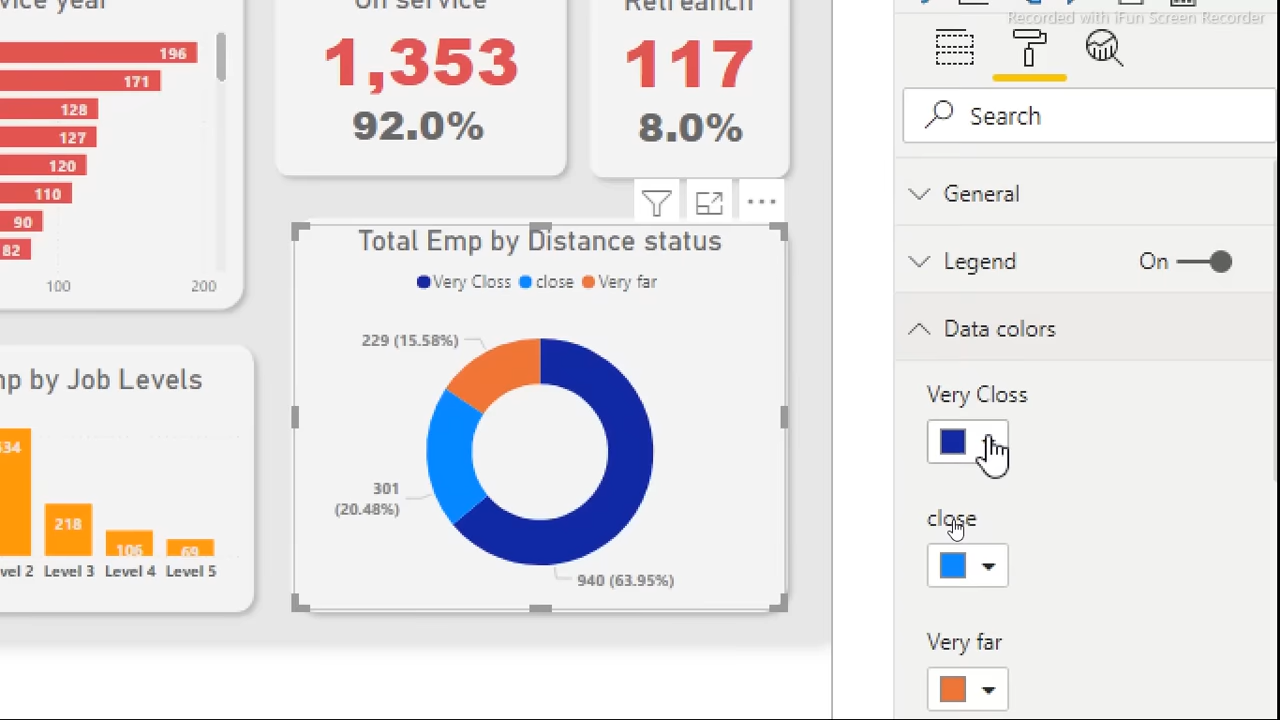 vice year
On service
Retreanch
Recorded with iFun Screen Recorder
196
171
128
127
120
110
90
82
100
200
1,353
92.0%
117
8.0%
Search
General
Legend
On
Data colors
Very Closs
close
Very far
Total Emp by Distance status
Very Closs close Very far
229 (15.58%)
301
(20.48%)
940 (63.95%)
mp by Job Levels
534
218
106
69
vel 2 Level 3 Level 4 Level 5